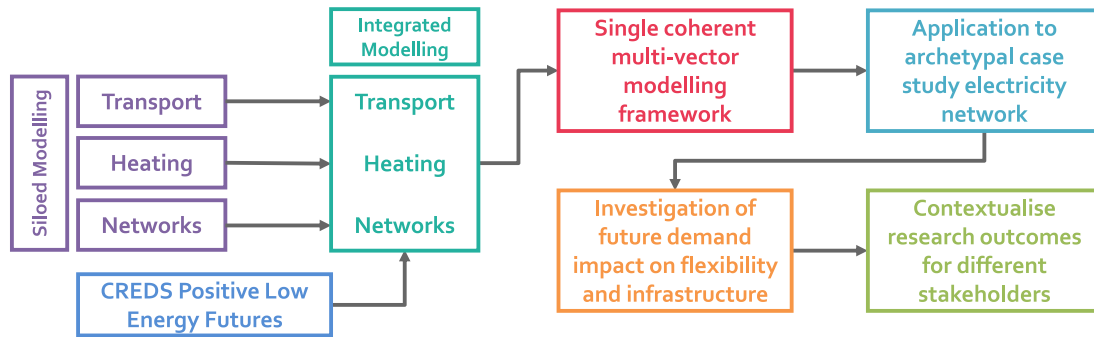 Siloed Modelling
Transport
Heating
Networks
CREDS Positive Low
Energy Futures
Integrated
Modelling
Transport
Heating
Networks
Single coherent
multi-vector
modelling
framework
Application to
archetypal case
study electricity
network
Investigation of
future demand
impact on flexibility
and infrastructure
Contextualise
research outcomes
for different
stakeholders